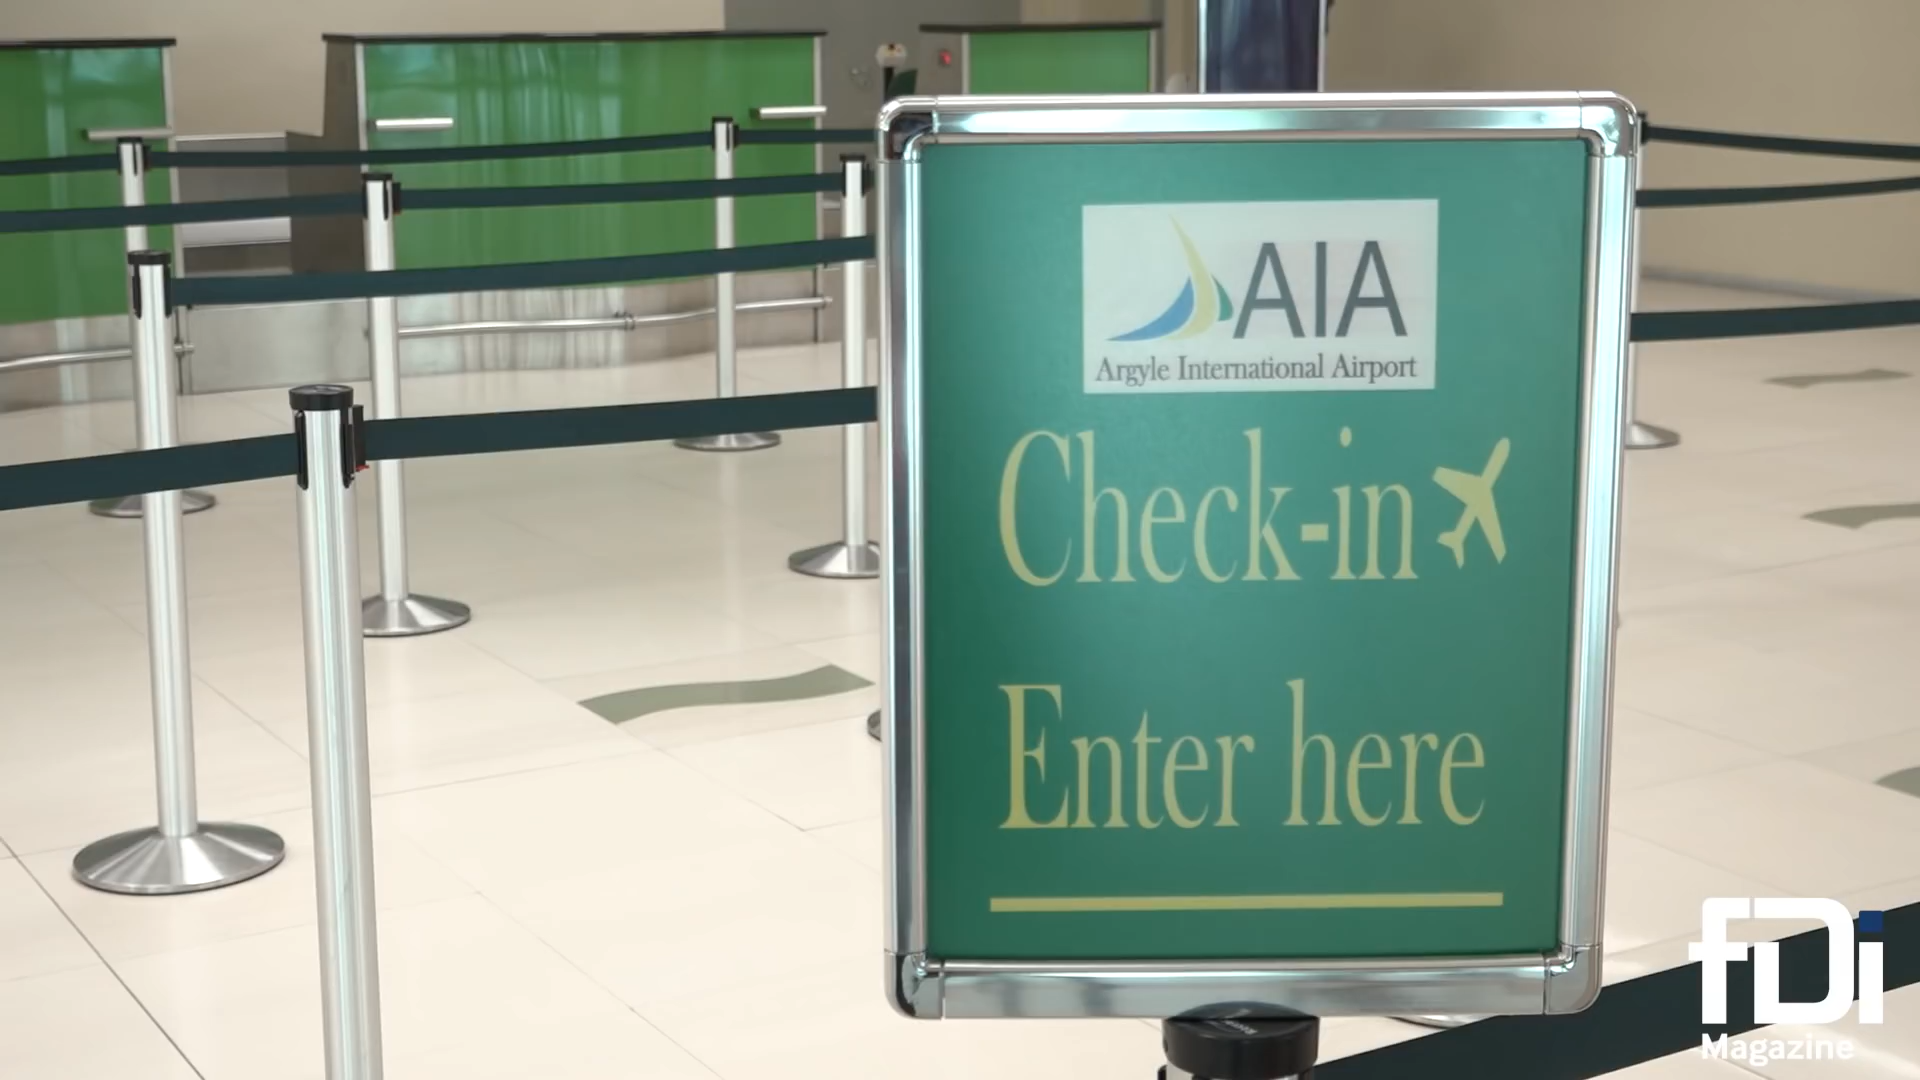 AIA
Argyle International Airport
Check-in
Enter here
fDi
Magazine